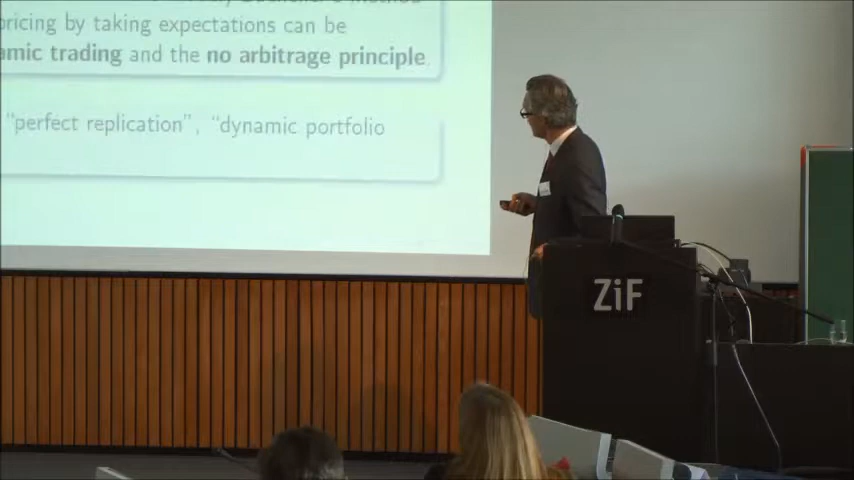 pricing by taking expectations can be
amic trading and the no arbitrage principle.
"perfect replication", "dynamic portfolio
ZiF